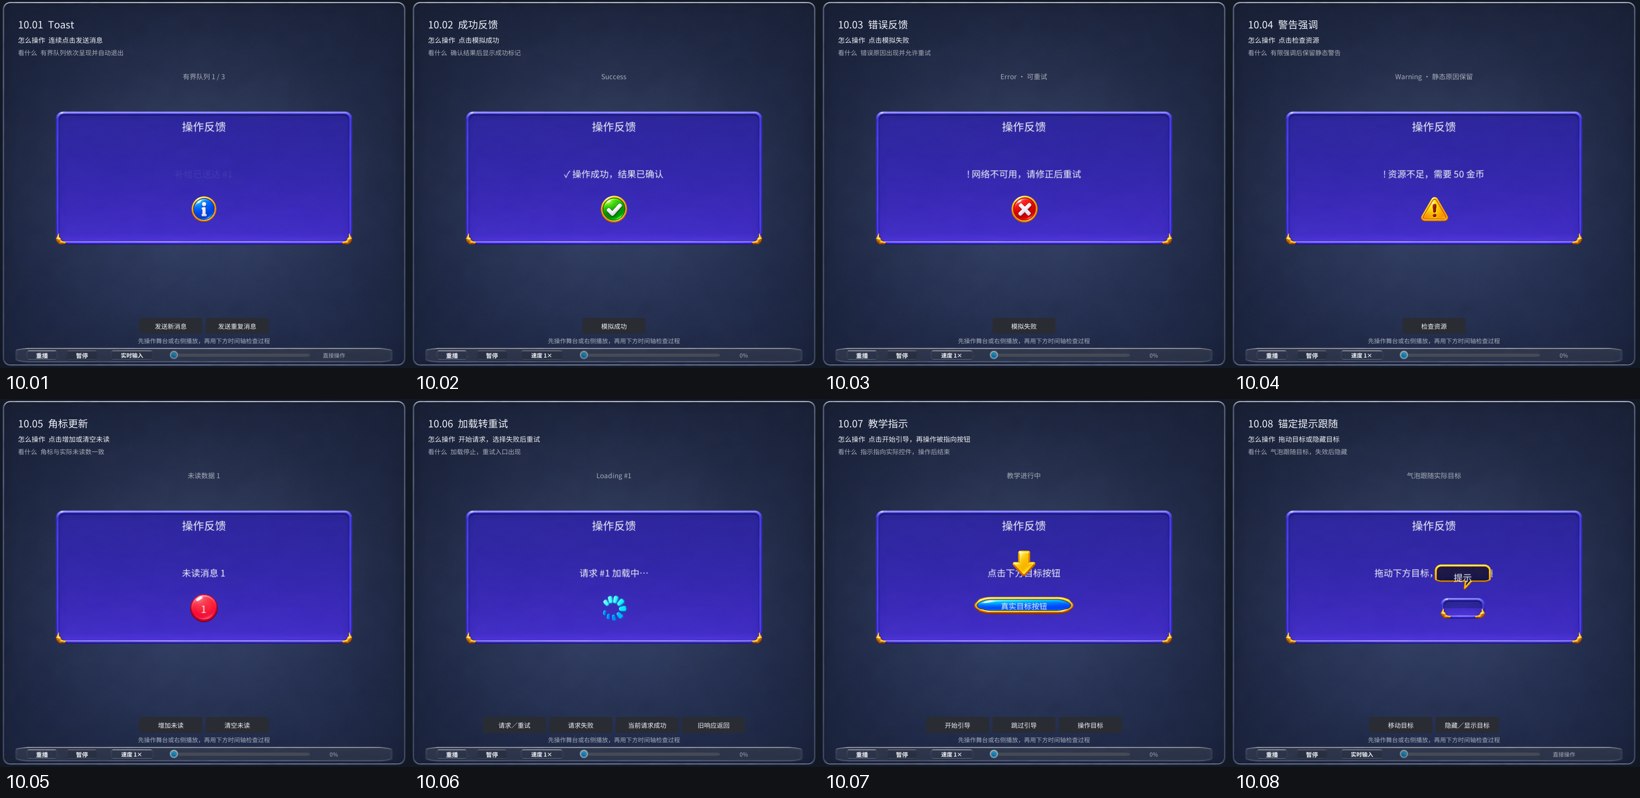 10.01 Toast
怎么操作 连续点击发送消息
看什么 有界队列依次呈现并自动退出
有界队列 1 / 3
操作反馈
发送新消息 发送重复消息
先操作舞台或右侧播放，再用下方时间轴检查过程
重播 暂停 实时输入 直接操作
10.01
10.02 成功反馈
怎么操作 点击模拟成功
看什么 确认结果后显示成功标记
Success
操作反馈
✓ 操作成功，结果已确认
模拟成功
先操作舞台或右侧播放，再用下方时间轴检查过程
重播 暂停 速度 1× 0%
10.02
10.03 错误反馈
怎么操作 点击模拟失败
看什么 错误原因出现并允许重试
Error · 可重试
操作反馈
! 网络不可用，请修正后重试
模拟失败
先操作舞台或右侧播放，再用下方时间轴检查过程
重播 暂停 速度 1× 0%
10.03
10.04 警告强调
怎么操作 点击检查资源
看什么 有限强调后保留静态警告
Warning · 静态原因保留
操作反馈
! 资源不足，需要 50 金币
检查资源
先操作舞台或右侧播放，再用下方时间轴检查过程
重播 暂停 速度 1× 0%
10.04
10.05 角标更新
怎么操作 点击增加或清空未读
看什么 角标与实际未读数一致
未读数据 1
操作反馈
未读消息 1
1
增加未读 清空未读
先操作舞台或右侧播放，再用下方时间轴检查过程
重播 暂停 速度 1× 0%
10.05
10.06 加载转重试
怎么操作 开始请求，选择失败后重试
看什么 加载停止，重试入口出现
Loading #1
操作反馈
请求 #1 加载中…
请求／重试 请求失败 当前请求成功 旧响应返回
先操作舞台或右侧播放，再用下方时间轴检查过程
重播 暂停 速度 1× 0%
10.06
10.07 教学指示
怎么操作 点击开始引导，再操作被指向按钮
看什么 指示指向实际控件，操作后结束
教学进行中
操作反馈
点击下方目标按钮
真实目标按钮
开始引导 跳过引导 操作目标
先操作舞台或右侧播放，再用下方时间轴检查过程
重播 暂停 速度 1× 0%
10.07
10.08 锚定提示跟随
怎么操作 拖动目标或隐藏目标
看什么 气泡跟随目标，失效后隐藏
气泡跟随实际目标
操作反馈
拖动下方目标，
提示
移动目标 隐藏／显示目标
先操作舞台或右侧播放，再用下方时间轴检查过程
重播 暂停 实时输入 直接操作
10.08